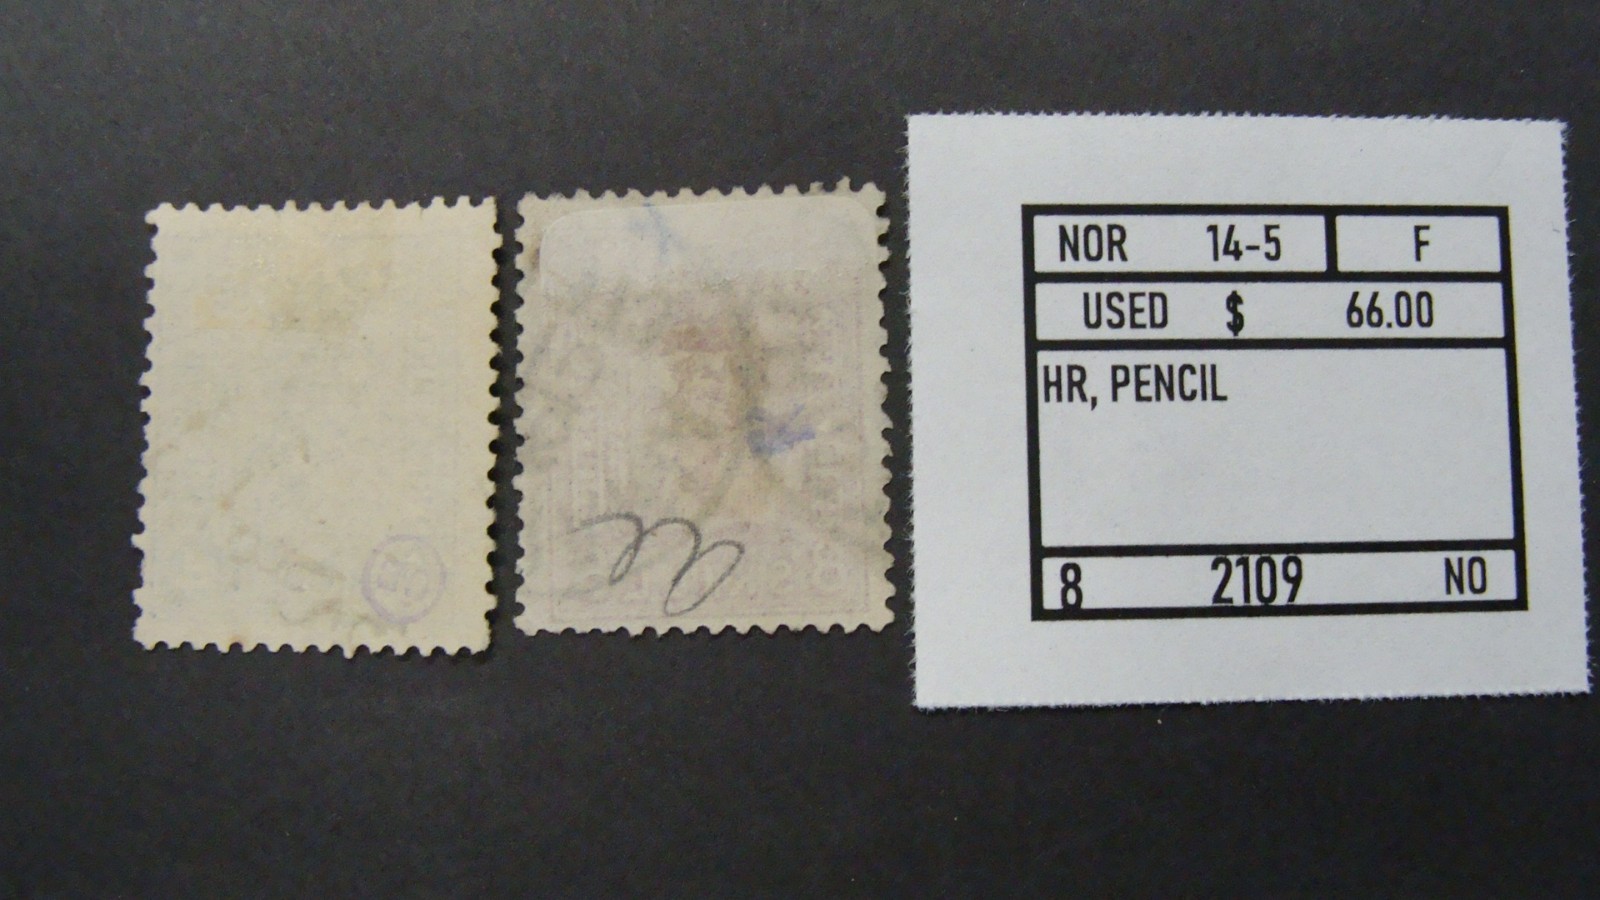 NOR 14-5 F
USED $ 66.00
HR, PENCIL
8 2109 NO